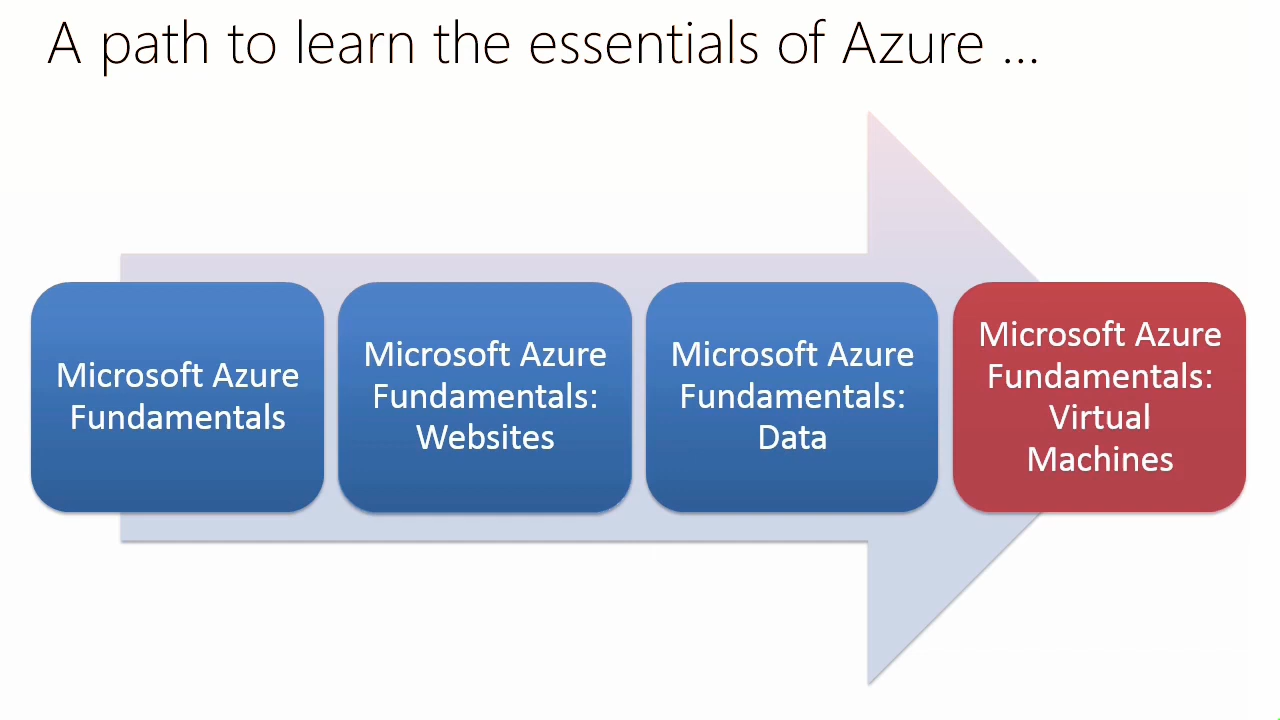 A path to learn the essentials of Azure ...
Microsoft Azure
Fundamentals
Microsoft Azure
Fundamentals:
Websites
Microsoft Azure
Fundamentals:
Data
Microsoft Azure
Fundamentals:
Virtual
Machines